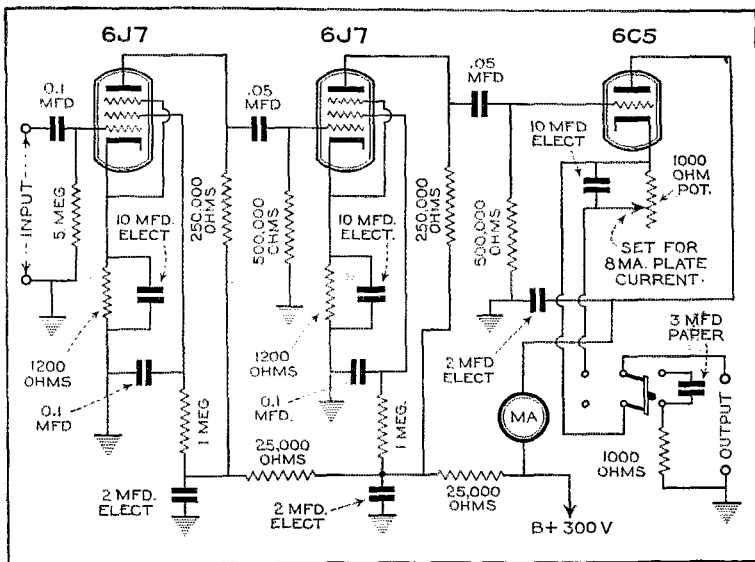 6J7
6J7
6C5
0.1
MFD
.05
MFD
.05
MFD
10 MFD
ELECT
1000
OHM
POT.
INPUT
5 MEG
10 MFD.
ELECT.
250,000
OHMS
500,000
OHMS
10 MFD.
ELECT.
250,000
OHMS
500,000
OHMS
SET FOR
8 MA. PLATE
CURRENT.
1200
OHMS
0.1
MFD
1 MEG
1200
OHMS
0.1
MFD.
1 MEG.
2 MFD
ELECT
3 MFD
PAPER
MA
OUTPUT
1000
OHMS
25,000
OHMS
25,000
OHMS
2 MFD.
ELECT
2 MFD.
ELECT
B+ 300 V